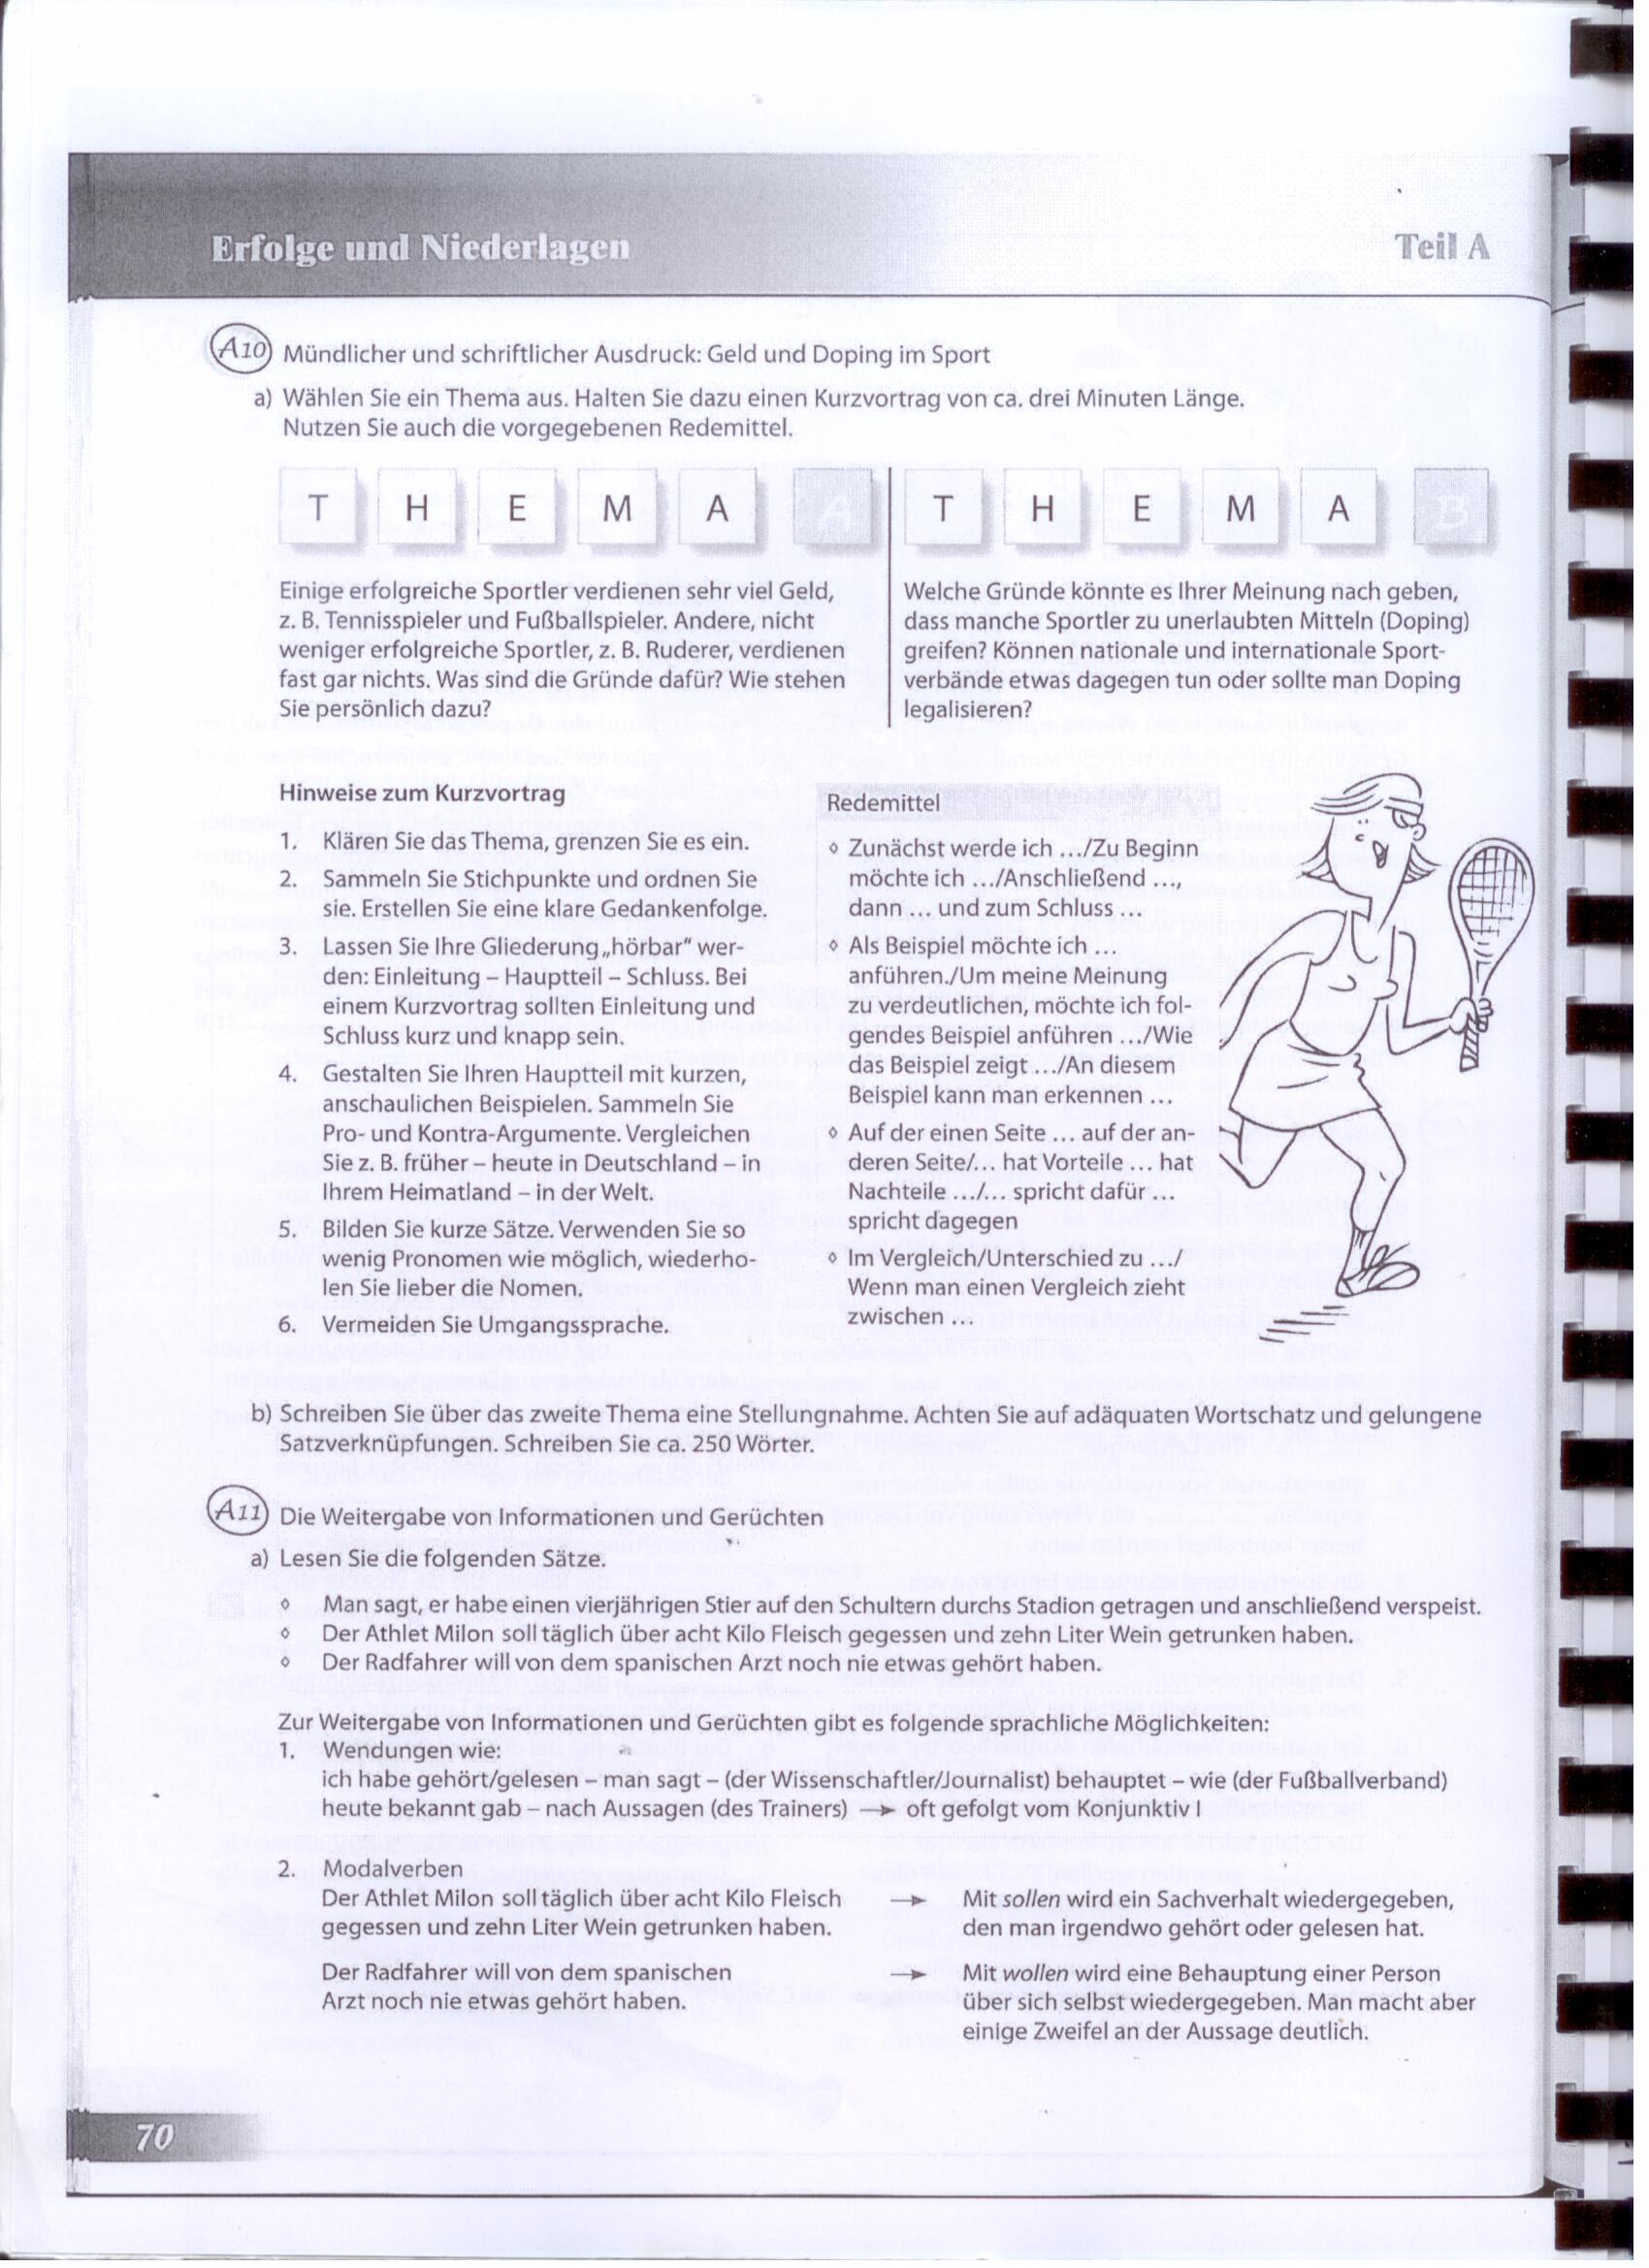 Erfolge und Niederlagen
Teil A
A10 Mündlicher und schriftlicher Ausdruck: Geld und Doping im Sport
a) Wählen Sie ein Thema aus. Halten Sie dazu einen Kurzvortrag von ca. drei Minuten Länge.
Nutzen Sie auch die vorgegebenen Redemittel.
T H E M A A
Einige erfolgreiche Sportler verdienen sehr viel Geld,
z. B. Tennisspieler und Fußballspieler. Andere, nicht
weniger erfolgreiche Sportler, z. B. Ruderer, verdienen
fast gar nichts. Was sind die Gründe dafür? Wie stehen
Sie persönlich dazu?
T H E M A B
Welche Gründe könnte es Ihrer Meinung nach geben,
dass manche Sportler zu unerlaubten Mitteln (Doping)
greifen? Können nationale und internationale Sport-
verbände etwas dagegen tun oder sollte man Doping
legalisieren?
Hinweise zum Kurzvortrag
1. Klären Sie das Thema, grenzen Sie es ein.
2. Sammeln Sie Stichpunkte und ordnen Sie
sie. Erstellen Sie eine klare Gedankenfolge.
3. Lassen Sie Ihre Gliederung „hörbar" wer-
den: Einleitung – Hauptteil – Schluss. Bei
einem Kurzvortrag sollten Einleitung und
Schluss kurz und knapp sein.
4. Gestalten Sie Ihren Hauptteil mit kurzen,
anschaulichen Beispielen. Sammeln Sie
Pro- und Kontra-Argumente. Vergleichen
Sie z. B. früher – heute in Deutschland – in
Ihrem Heimatland – in der Welt.
5. Bilden Sie kurze Sätze. Verwenden Sie so
wenig Pronomen wie möglich, wiederho-
len Sie lieber die Nomen.
6. Vermeiden Sie Umgangssprache.
Redemittel
◊ Zunächst werde ich .../Zu Beginn
möchte ich .../Anschließend ...,
dann ... und zum Schluss ...
◊ Als Beispiel möchte ich ...
anführen./Um meine Meinung
zu verdeutlichen, möchte ich fol-
gendes Beispiel anführen .../Wie
das Beispiel zeigt .../An diesem
Beispiel kann man erkennen ...
◊ Auf der einen Seite ... auf der an-
deren Seite/... hat Vorteile ... hat
Nachteile .../... spricht dafür ...
spricht dagegen
◊ Im Vergleich/Unterschied zu .../
Wenn man einen Vergleich zieht
zwischen ...
b) Schreiben Sie über das zweite Thema eine Stellungnahme. Achten Sie auf adäquaten Wortschatz und gelungene
Satzverknüpfungen. Schreiben Sie ca. 250 Wörter.
A11 Die Weitergabe von Informationen und Gerüchten
a) Lesen Sie die folgenden Sätze.
◊ Man sagt, er habe einen vierjährigen Stier auf den Schultern durchs Stadion getragen und anschließend verspeist.
◊ Der Athlet Milon soll täglich über acht Kilo Fleisch gegessen und zehn Liter Wein getrunken haben.
◊ Der Radfahrer will von dem spanischen Arzt noch nie etwas gehört haben.
Zur Weitergabe von Informationen und Gerüchten gibt es folgende sprachliche Möglichkeiten:
1. Wendungen wie:
ich habe gehört/gelesen – man sagt – (der Wissenschaftler/Journalist) behauptet – wie (der Fußballverband)
heute bekannt gab – nach Aussagen (des Trainers) → oft gefolgt vom Konjunktiv I
2. Modalverben
Der Athlet Milon soll täglich über acht Kilo Fleisch
gegessen und zehn Liter Wein getrunken haben.
→ Mit sollen wird ein Sachverhalt wiedergegeben,
den man irgendwo gehört oder gelesen hat.
Der Radfahrer will von dem spanischen
Arzt noch nie etwas gehört haben.
→ Mit wollen wird eine Behauptung einer Person
über sich selbst wiedergegeben. Man macht aber
einige Zweifel an der Aussage deutlich.
70